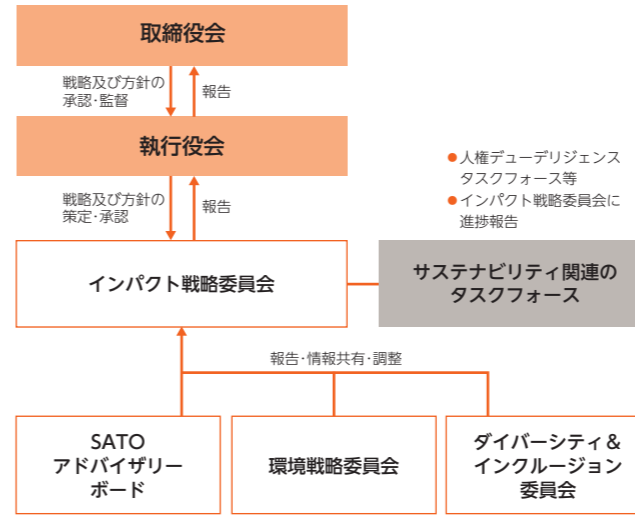 取締役会
戦略及び方針の
承認・監督
報告
執行役会
戦略及び方針の
策定・承認
報告
●人権デューデリジェンス
タスクフォース等
●インパクト戦略委員会に
進捗報告
インパクト戦略委員会
サステナビリティ関連の
タスクフォース
報告・情報共有・調整
SATO
アドバイザリー
ボード
環境戦略委員会
ダイバーシティ＆
インクルージョン
委員会